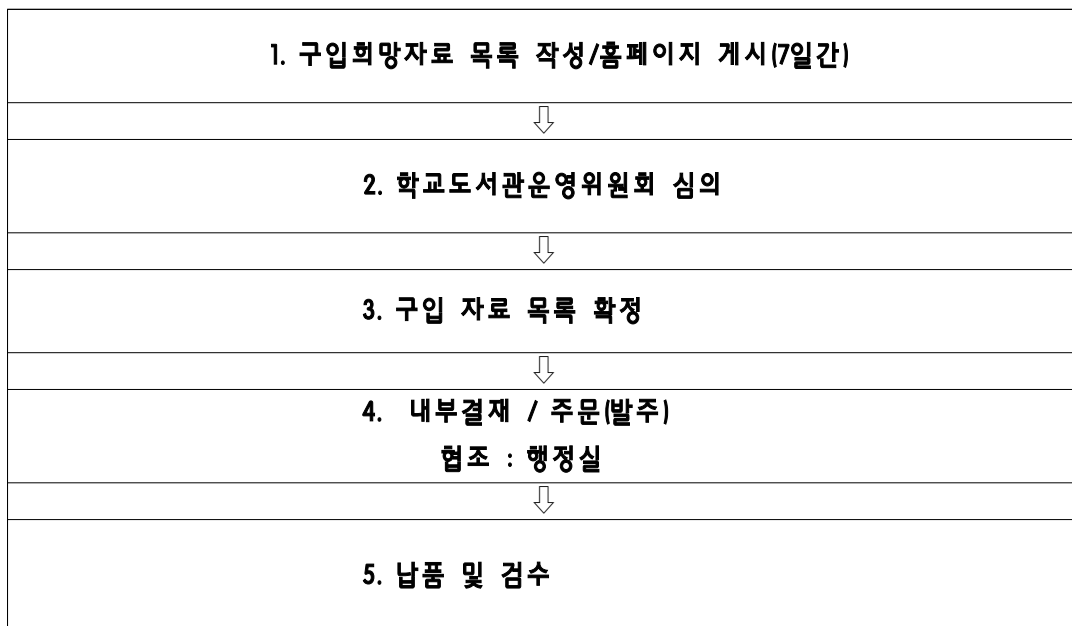 1. 구입희망자료 목록 작성/홈페이지 게시(7일간)
⇩
2. 학교도서관운영위원회 심의
⇩
3. 구입 자료 목록 확정
⇩
4. 내부결재 / 주문(발주)
협조 : 행정실
⇩
5. 납품 및 검수